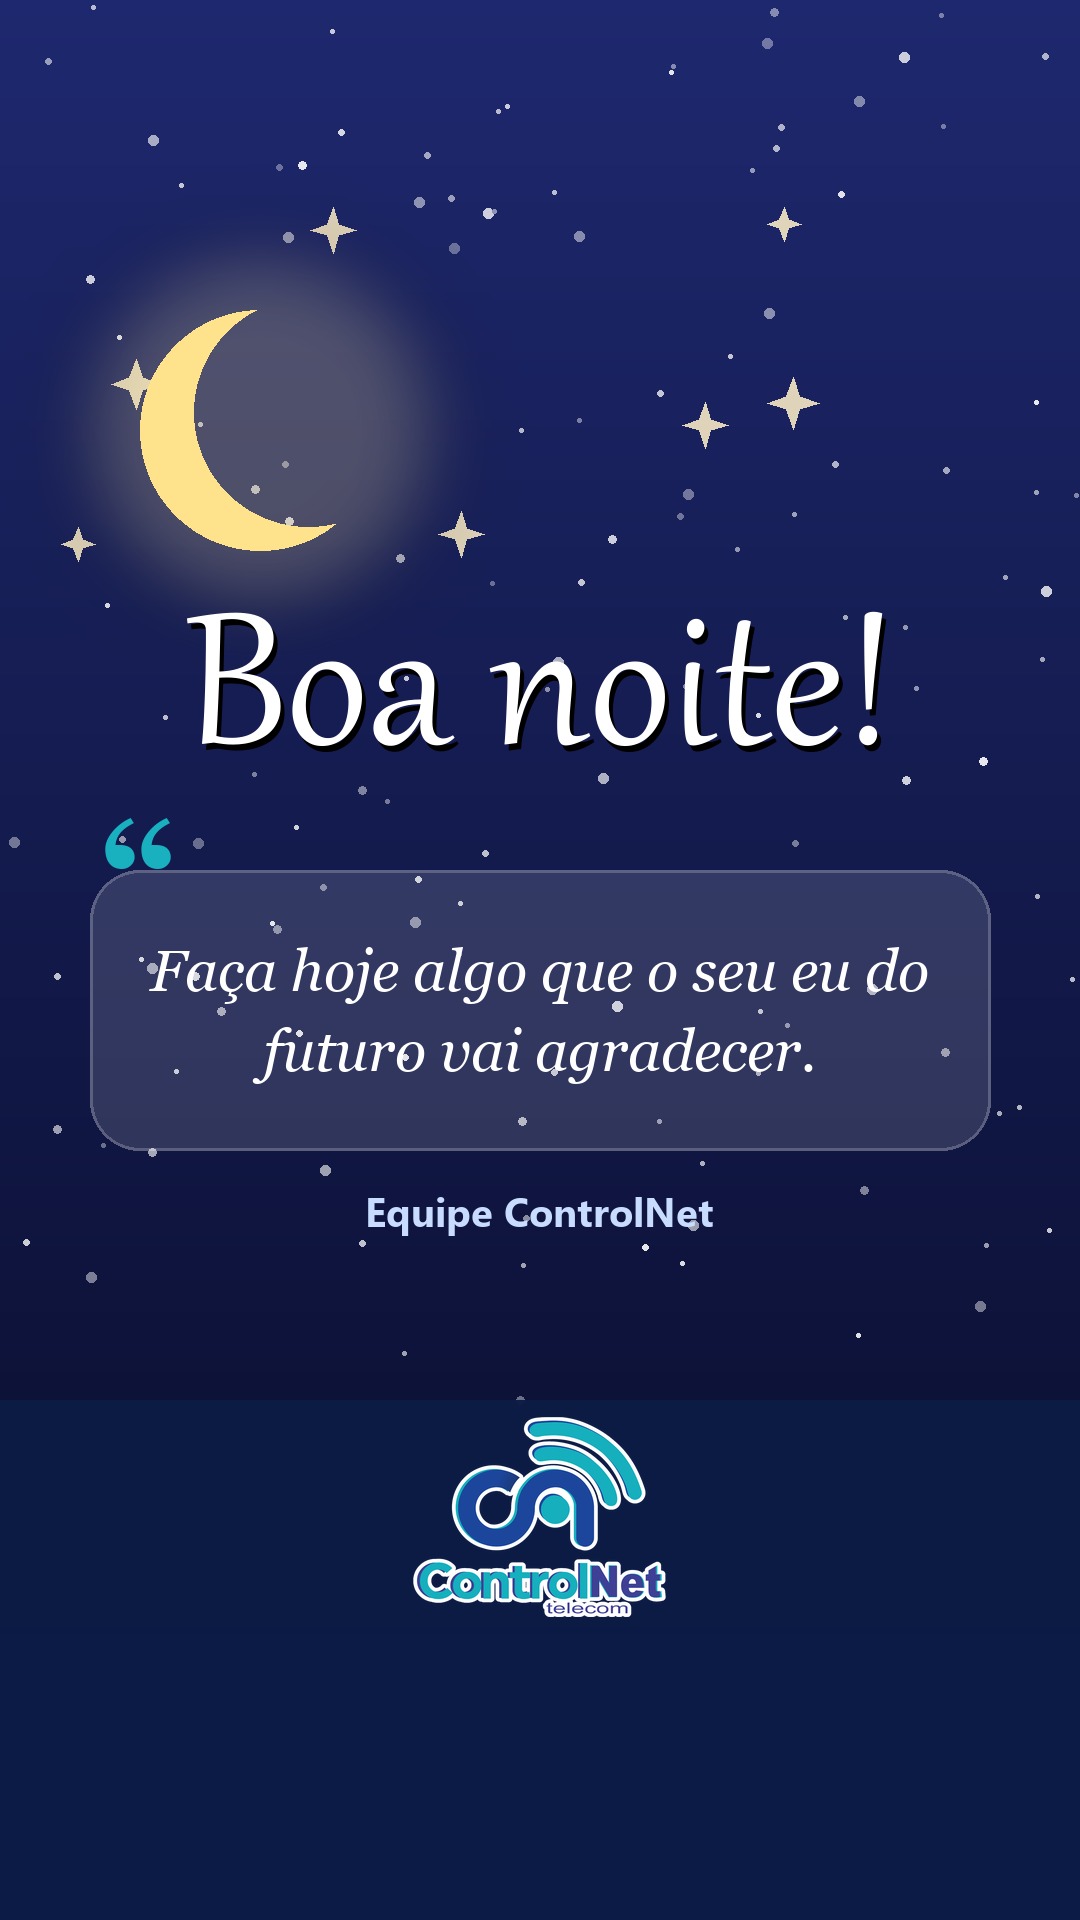 Boa noite!
“
Faça hoje algo que o seu eu do
futuro vai agradecer.
Equipe ControlNet
ControlNet
telecom